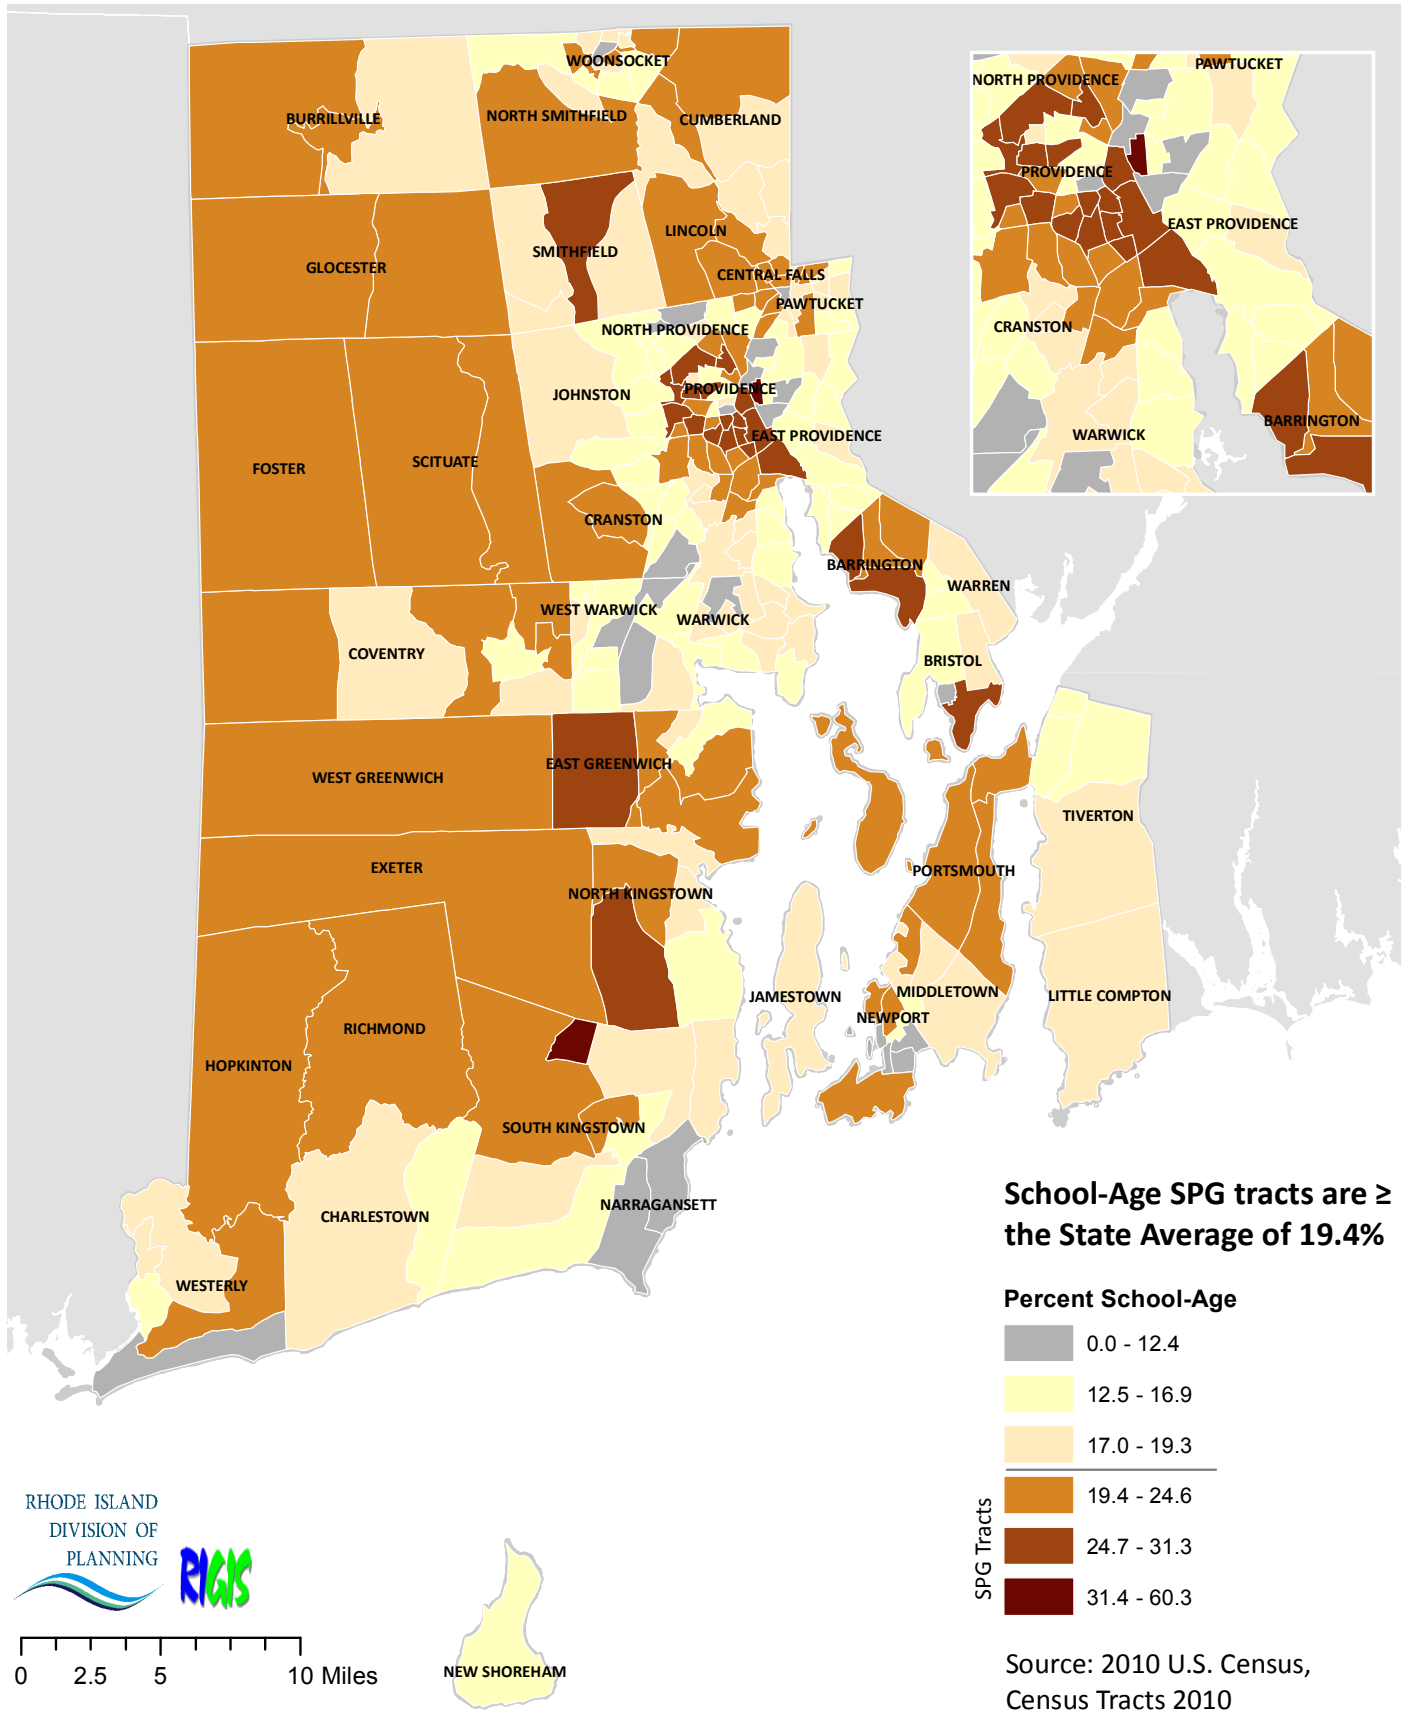 WOONSOCKET
BURRILLVILLE
NORTH SMITHFIELD
CUMBERLAND
GLOCESTER
SMITHFIELD
LINCOLN
CENTRAL FALLS
PAWTUCKET
NORTH PROVIDENCE
JOHNSTON
PROVIDENCE
EAST PROVIDENCE
FOSTER
SCITUATE
CRANSTON
BARRINGTON
WARREN
WEST WARWICK
WARWICK
COVENTRY
BRISTOL
WEST GREENWICH
EAST GREENWICH
TIVERTON
EXETER
NORTH KINGSTOWN
PORTSMOUTH
JAMESTOWN
MIDDLETOWN
LITTLE COMPTON
NEWPORT
RICHMOND
HOPKINTON
SOUTH KINGSTOWN
NARRAGANSETT
CHARLESTOWN
WESTERLY
NEW SHOREHAM
PAWTUCKET
NORTH PROVIDENCE
PROVIDENCE
EAST PROVIDENCE
CRANSTON
BARRINGTON
WARWICK
School-Age SPG tracts are ≥
the State Average of 19.4%
Percent School-Age
0.0 - 12.4
12.5 - 16.9
17.0 - 19.3
SPG Tracts
19.4 - 24.6
24.7 - 31.3
31.4 - 60.3
Source: 2010 U.S. Census,
Census Tracts 2010
RHODE ISLAND
DIVISION OF
PLANNING
RIGIS
0 2.5 5 10 Miles